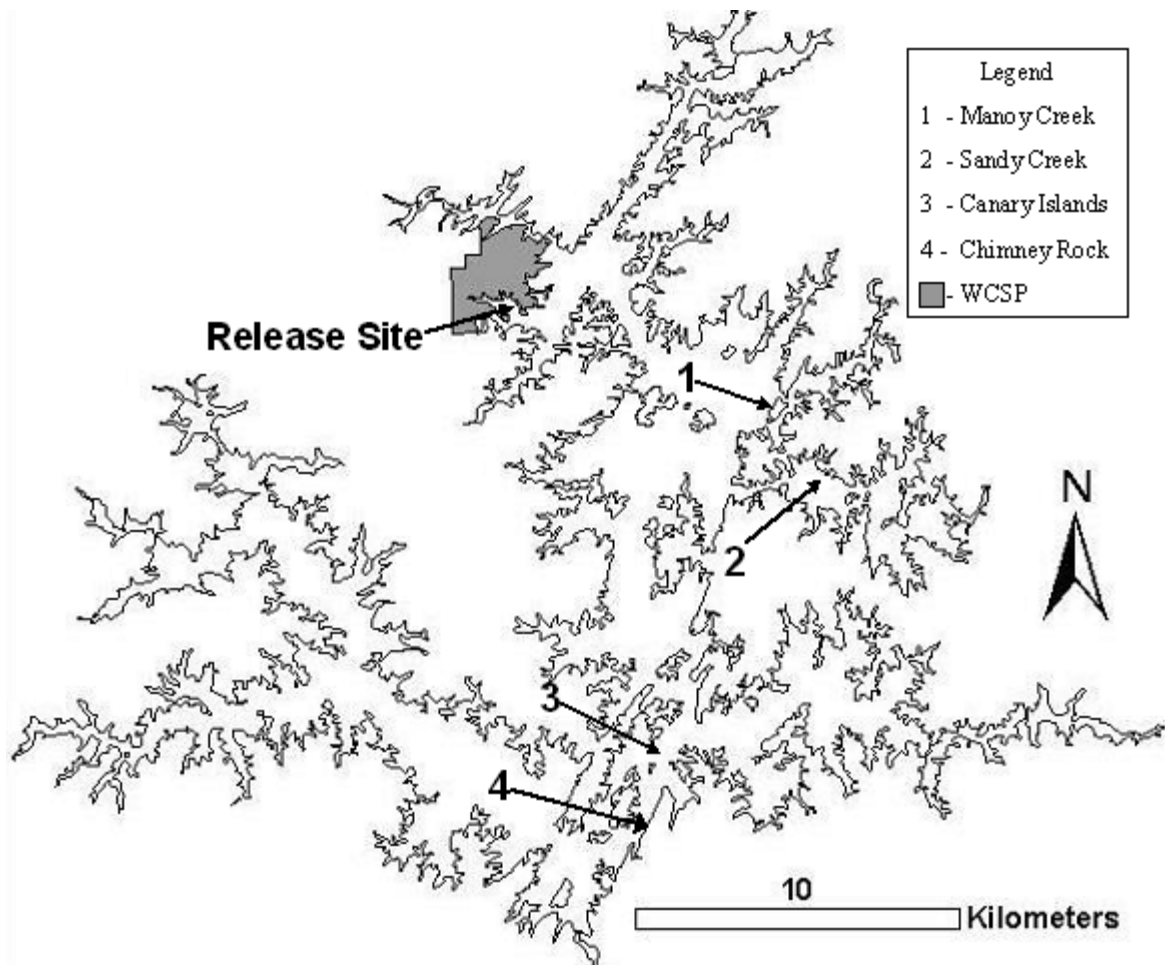 Legend
1 - Manoy Creek
2 - Sandy Creek
3 - Canary Islands
4 - Chimney Rock
- WCSP
Release Site
1
2
N
3
4
10
Kilometers